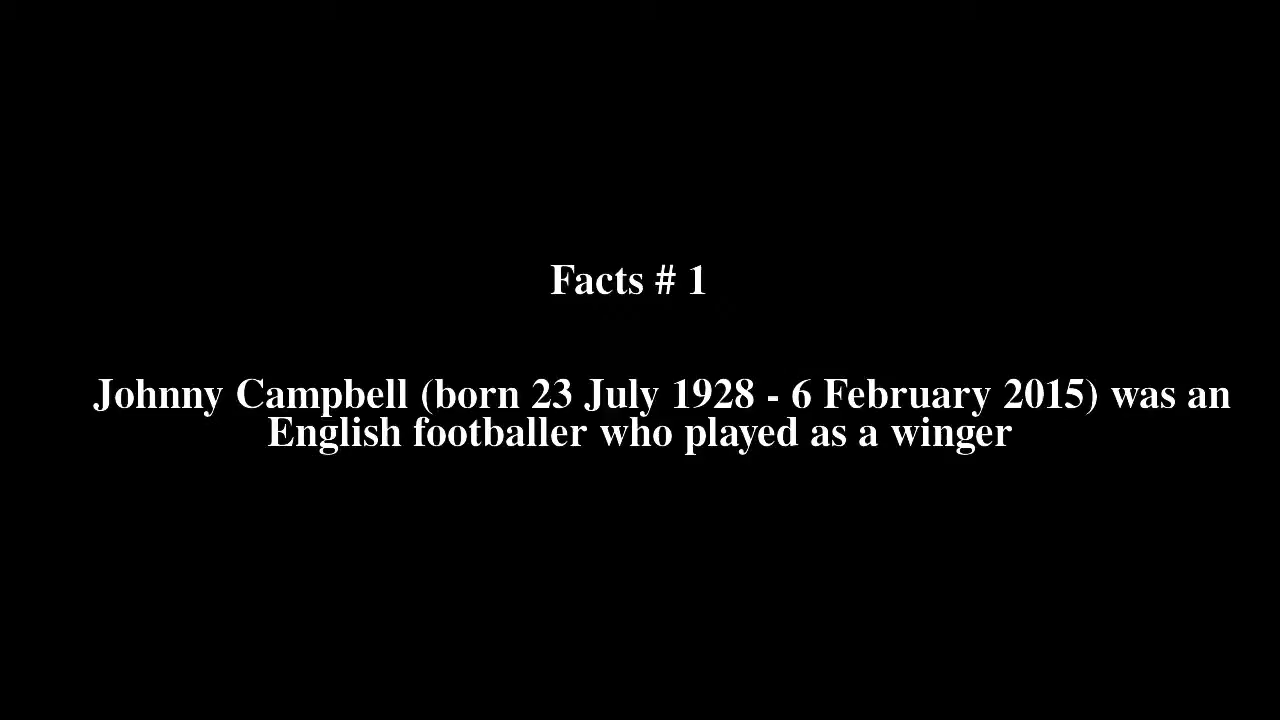 Facts # 1
Johnny Campbell (born 23 July 1928 - 6 February 2015) was an
English footballer who played as a winger